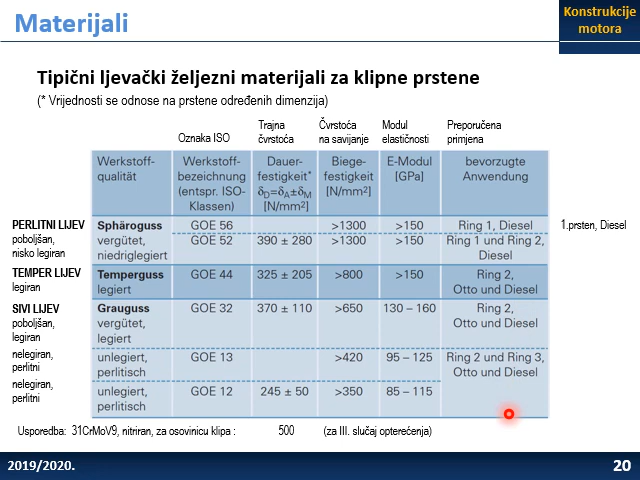 Materijali
Konstrukcije
motora
Tipični ljevački željezni materijali za klipne prstene
(* Vrijednosti se odnose na prstene određenih dimenzija)
Oznaka ISO
Trajna
čvrstoća
Čvrstoća
na savijanje
Modul
elastičnosti
Preporučena
primjena
Werkstoff-
qualität
Werkstoff-
bezeichnung
(entspr. ISO-
Klassen)
Dauer-
festigkeit*
δD=δA±δM
[N/mm²]
Biege-
festigkeit
[N/mm²]
E-Modul
[GPa]
bevorzugte
Anwendung
PERLITNI LIJEV
poboljšan,
nisko legiran
Sphäroguss
vergütet,
niedriglegiert
GOE 56 >1300 >150 Ring 1, Diesel
1.prsten, Diesel
GOE 52 390 ± 280 >1300 >150 Ring 1 und Ring 2,
Diesel
TEMPER LIJEV
legiran
Temperguss
legiert
GOE 44 325 ± 205 >800 >150 Ring 2,
Otto und Diesel
SIVI LIJEV
poboljšan,
legiran
Grauguss
vergütet,
legiert
GOE 32 370 ± 110 >650 130 – 160 Ring 2,
Otto und Diesel
nelegiran,
perlitni
unlegiert,
perlitisch
GOE 13 >420 95 – 125 Ring 2 und Ring 3,
Otto und Diesel
nelegiran,
perlitni
unlegiert,
perlitisch
GOE 12 245 ± 50 >350 85 – 115
Usporedba: 31CrMoV9, nitriran, za osovinicu klipa : 500 (za III. slučaj opterećenja)
2019/2020.
20